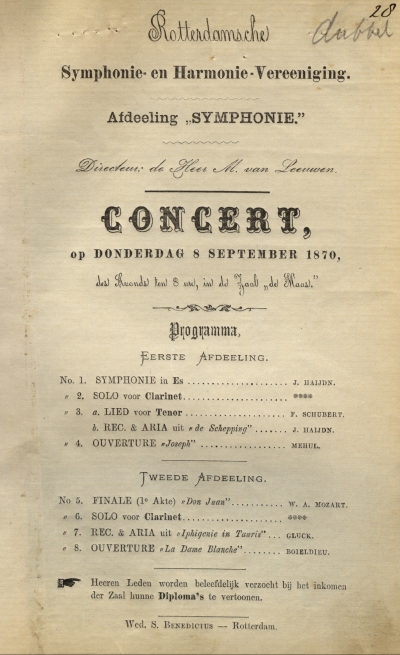 28
dubbel
Rotterdamsche
Symphonie- en Harmonie-Vereeniging.
Afdeeling „SYMPHONIE.”
Directeur: de Heer M. van Leeuwen.
CONCERT,
op DONDERDAG 8 SEPTEMBER 1870,
des Avonds ten 8 ure, in de Zaal „de Maas.”
Programma,
EERSTE AFDEELING.
No. 1. SYMPHONIE in Es .................... J. HAIJDN.
„ 2. SOLO voor Clarinet.................... ****
„ 3. a. LIED voor Tenor .................... F. SCHUBERT.
b. REC. & ARIA uit „de Schepping” ....... J. HAIJDN.
„ 4. OUVERTURE „Joseph” .................... MEHUL.
TWEEDE AFDEELING.
No 5. FINALE (1e Akte) „Don Juan”........... W. A. MOZART.
„ 6. SOLO voor Clarinet.................... ****
„ 7. REC. & ARIA uit „Iphigenie in Tauris”... GLUCK.
„ 8. OUVERTURE „La Dame Blanche”......... BOIELDIEU.
Heeren Leden worden beleefdelijk verzocht bij het inkomen
der Zaal hunne Diploma's te vertoonen.
Wed. S. BENEDICTUS — Rotterdam.